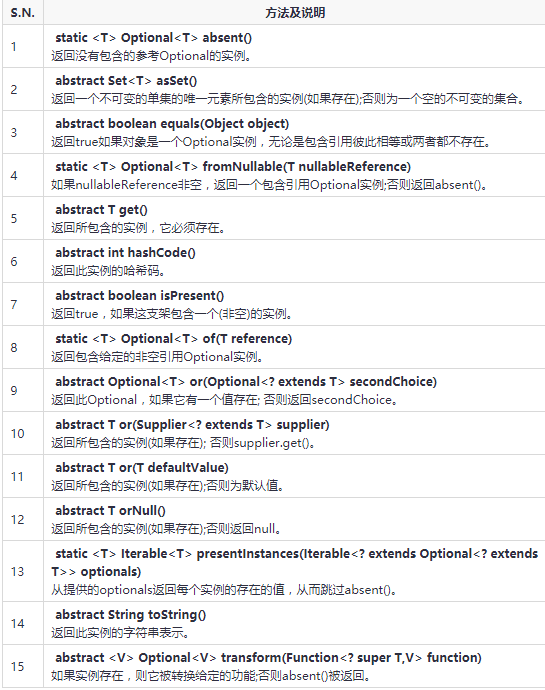 S.N. 方法及说明
1 static <T> Optional<T> absent()
返回没有包含的参考Optional的实例。
2 abstract Set<T> asSet()
返回一个不可变的单集的唯一元素所包含的实例(如果存在);否则为一个空的不可变的集合。
3 abstract boolean equals(Object object)
返回true如果对象是一个Optional实例，无论是包含引用彼此相等或两者都不存在。
4 static <T> Optional<T> fromNullable(T nullableReference)
如果nullableReference非空，返回一个包含引用Optional实例;否则返回absent()。
5 abstract T get()
返回所包含的实例，它必须存在。
6 abstract int hashCode()
返回此实例的哈希码。
7 abstract boolean isPresent()
返回true，如果这支架包含一个(非空)的实例。
8 static <T> Optional<T> of(T reference)
返回包含给定的非空引用Optional实例。
9 abstract Optional<T> or(Optional<? extends T> secondChoice)
返回此Optional，如果它有一个值存在; 否则返回secondChoice。
10 abstract T or(Supplier<? extends T> supplier)
返回所包含的实例(如果存在); 否则supplier.get()。
11 abstract T or(T defaultValue)
返回所包含的实例(如果存在);否则为默认值。
12 abstract T orNull()
返回所包含的实例(如果存在);否则返回null。
13 static <T> Iterable<T> presentInstances(Iterable<? extends Optional<? extends
T>> optionals)
从提供的optionals返回每个实例的存在的值，从而跳过absent()。
14 abstract String toString()
返回此实例的字符串表示。
15 abstract <V> Optional<V> transform(Function<? super T,V> function)
如果实例存在，则它被转换给定的功能;否则absent()被返回。